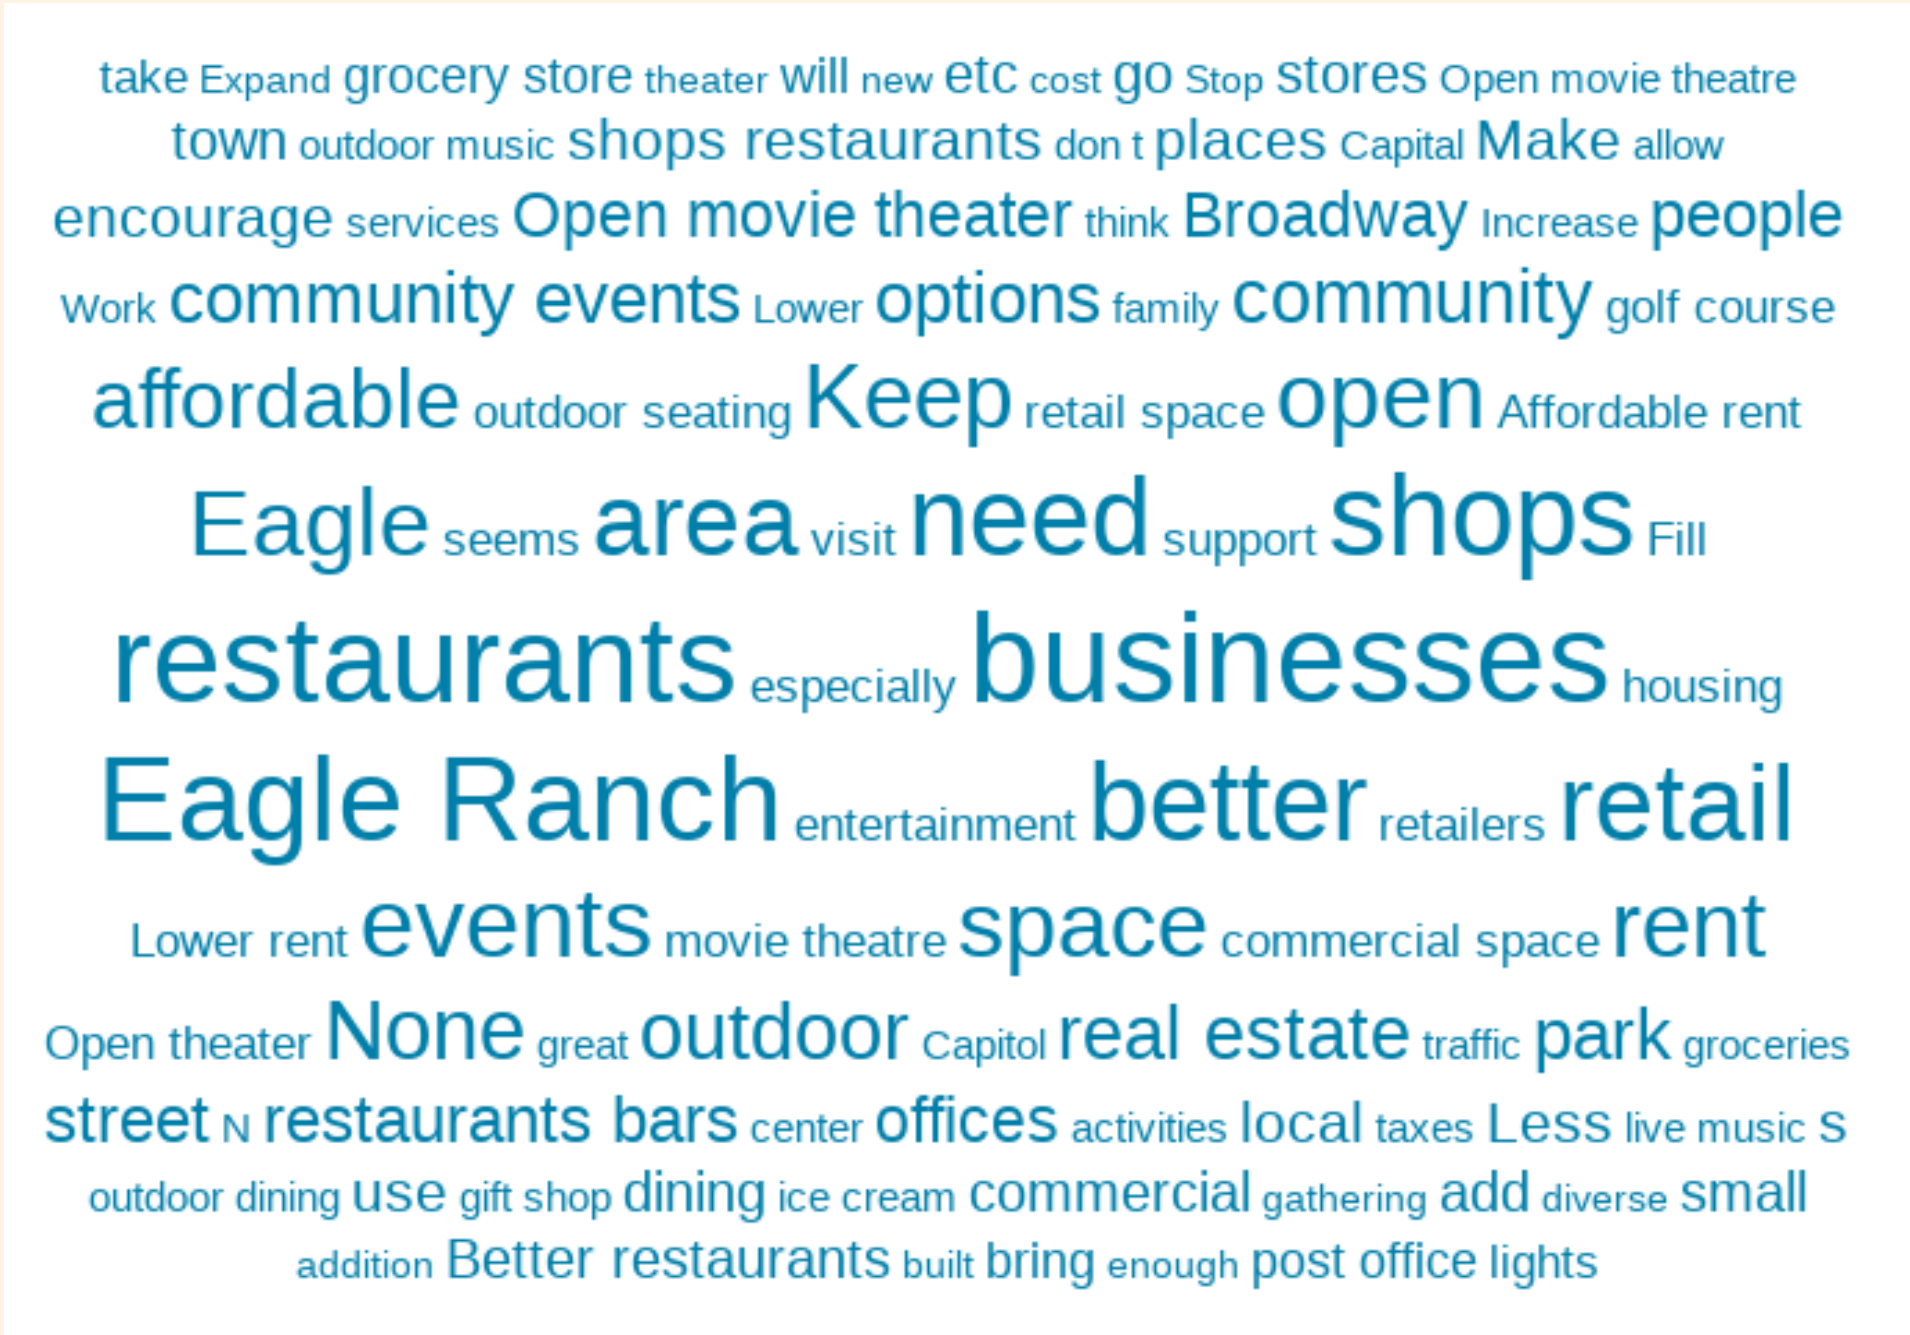 take Expand grocery store theater will new etc cost go Stop stores Open movie theatre
town outdoor music shops restaurants don t places Capital Make allow
encourage services Open movie theater think Broadway Increase people
Work community events Lower options family community golf course
affordable outdoor seating Keep retail space open Affordable rent
Eagle seems area visit need support shops Fill
restaurants especially businesses housing
Eagle Ranch entertainment better retailers retail
Lower rent events movie theatre space commercial space rent
Open theater None great outdoor Capitol real estate traffic park groceries
street N restaurants bars center offices activities local taxes Less live music s
outdoor dining use gift shop dining ice cream commercial gathering add diverse small
addition Better restaurants built bring enough post office lights